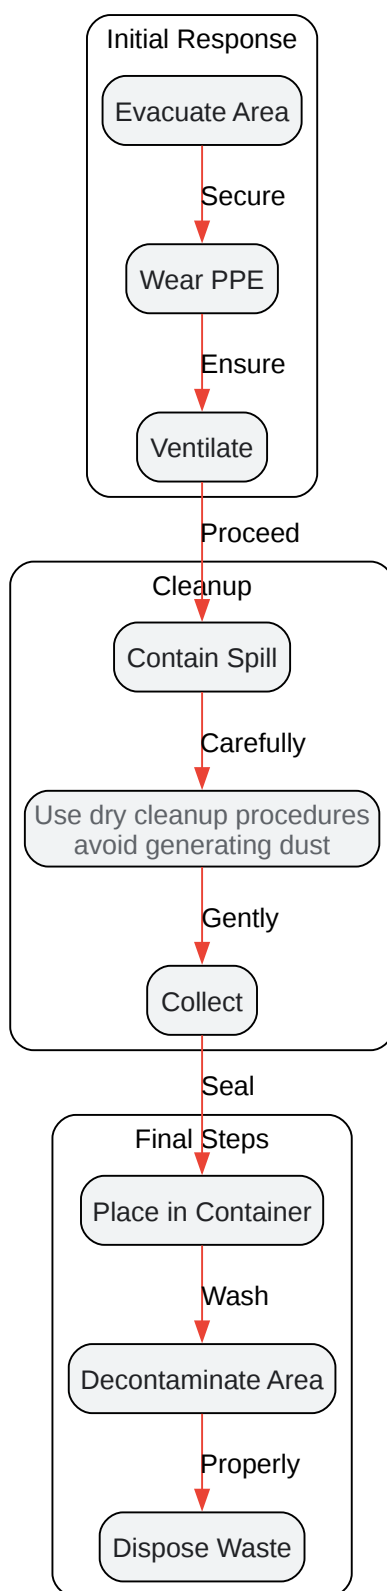 Initial Response
Evacuate Area
Secure
Wear PPE
Ensure
Ventilate
Proceed
Cleanup
Contain Spill
Carefully
Use dry cleanup procedures
avoid generating dust
Gently
Collect
Seal
Final Steps
Place in Container
Wash
Decontaminate Area
Properly
Dispose Waste